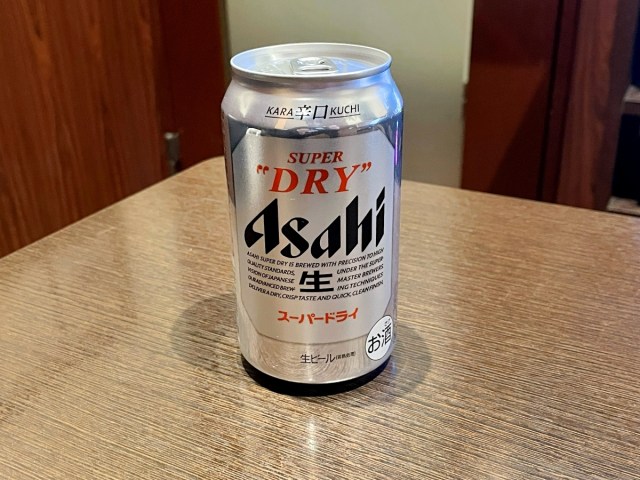 KARA 辛口 KUCHI
SUPER
"DRY"
Asahi
ASAHI SUPER DRY IS BREWED WITH PRECISION TO HIGH
QUALITY STANDARDS, UNDER THE SUPER-
VISION OF JAPANESE MASTER BREWERS.
OUR ADVANCED BREW- ING TECHNIQUES
DELIVER A DRY, CRISP TASTE AND QUICK, CLEAN FINISH.
生
スーパードライ
お酒
生ビール